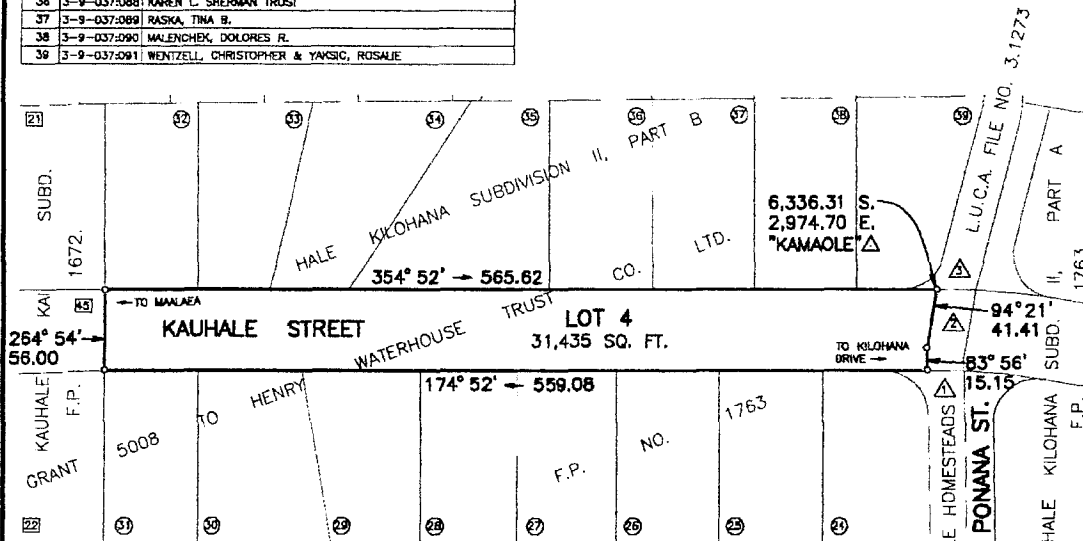 36 3-9-037:088 KAREN L. SHERMAN TRUST
37 3-9-037:089 RASKA, TINA B.
38 3-9-037:090 MALENCHEK, DOLORES R.
39 3-9-037:091 WENTZELL, CHRISTOPHER & YAKSIC, ROSALIE
21 32 33 34 35 36 37 38 39
SUBD.
1672.
HALE KILOHANA SUBDIVISION II, PART B
L.U.C.A. FILE NO. 3.1273
II, PART A
1763
6,336.31 S.
2,974.70 E.
"KAMAOLE" △
3
354° 52' → 565.62
45
← TO MAALAEA
KAUHALE STREET
LOT 4
31,435 SQ. FT.
GRANT 5008 TO HENRY WATERHOUSE TRUST CO. LTD.
264° 54'
56.00
94° 21'
41.41
2
TO KILOHANA
DRIVE →
83° 56'
15.15
1
174° 52' ← 559.08
KAUHALE KAI
F.P.
F.P. NO. 1763
E HOMESTEADS
PONANA ST.
HALE KILOHANA SUBD.
F.P.
22 31 30 29 28 27 26 25 24